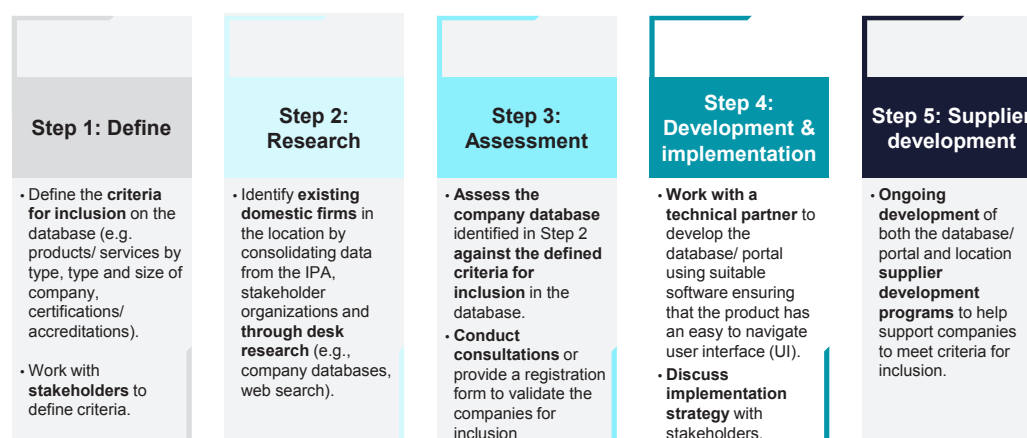 Step 1: Define
• Define the criteria
for inclusion on the
database (e.g.
products/ services by
type, type and size of
company,
certifications/
accreditations).
• Work with
stakeholders to
define criteria.
Step 2:
Research
• Identify existing
domestic firms in
the location by
consolidating data
from the IPA,
stakeholder
organizations and
through desk
research (e.g.,
company databases,
web search).
Step 3:
Assessment
• Assess the
company database
identified in Step 2
against the defined
criteria for
inclusion in the
database.
• Conduct
consultations or
provide a registration
form to validate the
companies for
inclusion
Step 4:
Development &
implementation
• Work with a
technical partner to
develop the
database/ portal
using suitable
software ensuring
that the product has
an easy to navigate
user interface (UI).
• Discuss
implementation
strategy with
stakeholders.
Step 5: Supplier
development
• Ongoing
development of
both the database/
portal and location
supplier
development
programs to help
support companies
to meet criteria for
inclusion.